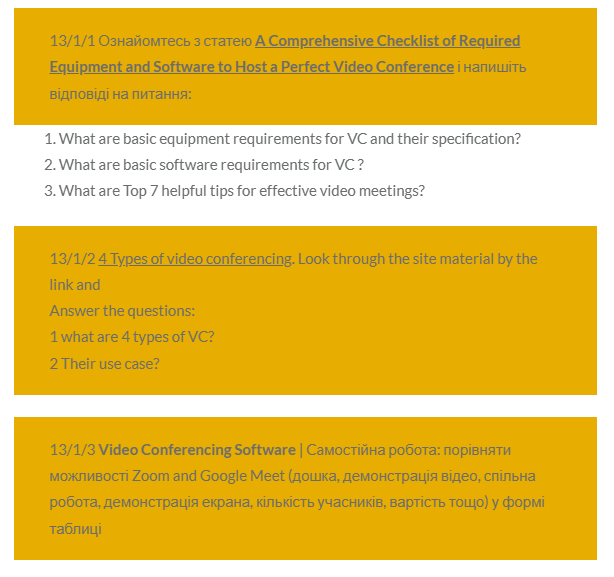 13/1/1 Ознайомтесь з статею A Comprehensive Checklist of Required
Equipment and Software to Host a Perfect Video Conference і напишіть
відповіді на питання:
1. What are basic equipment requirements for VC and their specification?
2. What are basic software requirements for VC ?
3. What are Top 7 helpful tips for effective video meetings?
13/1/2 4 Types of video conferencing. Look through the site material by the
link and
Answer the questions:
1 what are 4 types of VC?
2 Their use case?
13/1/3 Video Conferencing Software | Самостійна робота: порівняти
можливості Zoom and Google Meet (дошка, демонстрація відео, спільна
робота, демонстрація екрана, кількість учасників, вартість тощо) у формі
таблиці